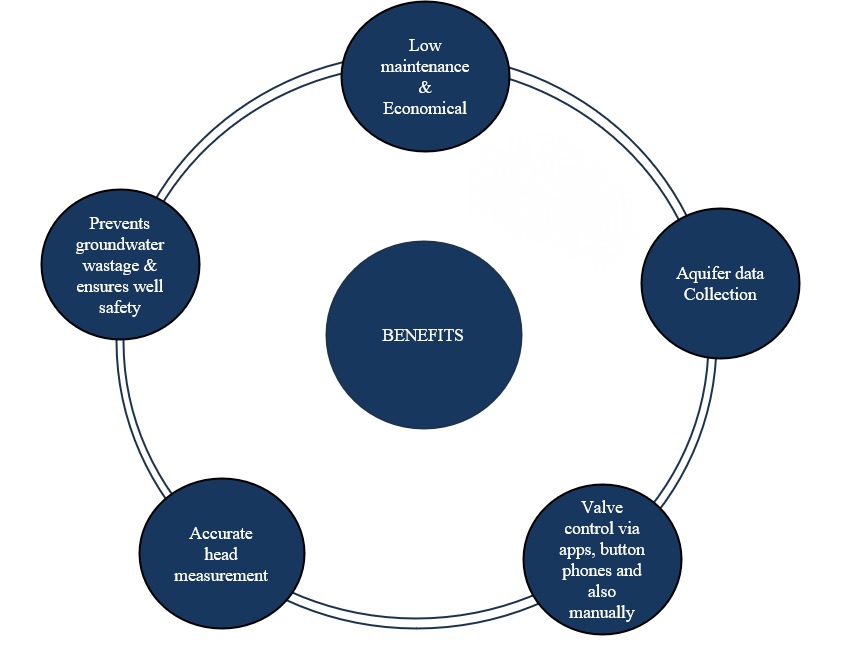 Low
maintenance
&
Economical
Aquifer data
Collection
Valve
control via
apps, button
phones and
also
manually
Accurate
head
measurement
Prevents
groundwater
wastage &
ensures well
safety
BENEFITS